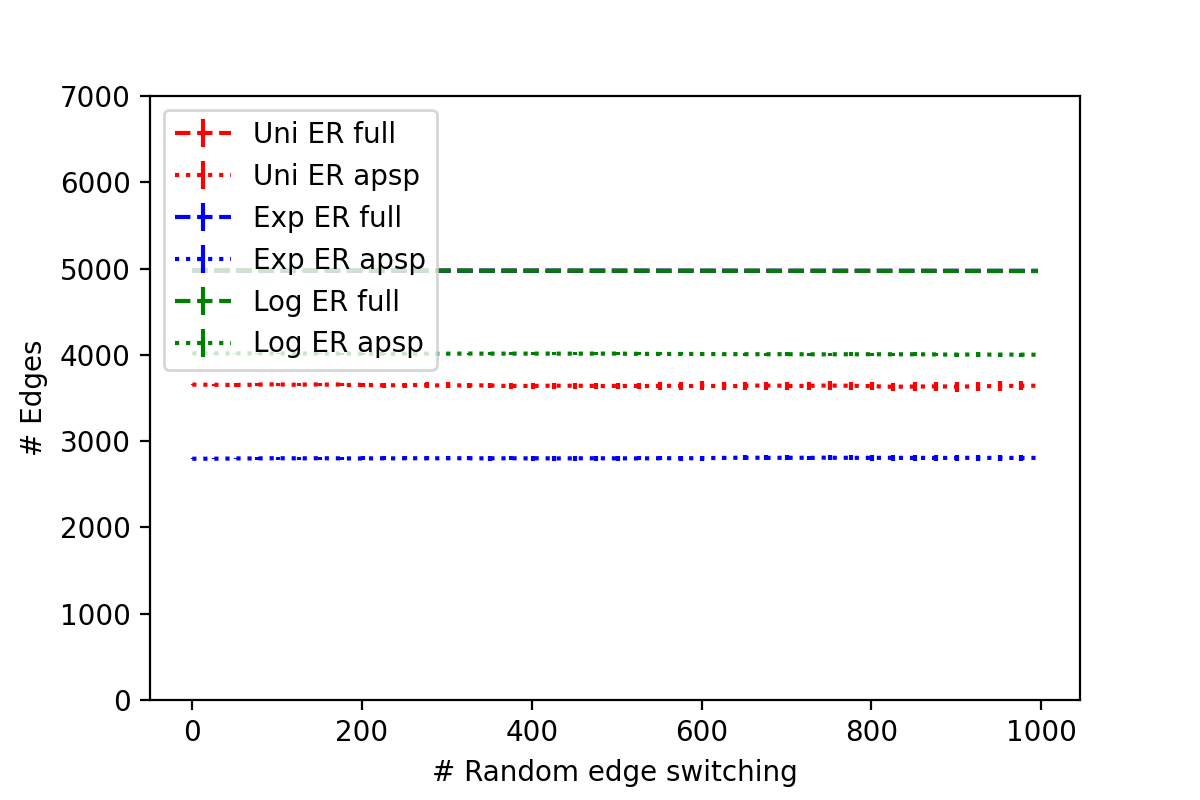 7000
6000
5000
4000
3000
2000
1000
0
# Edges
Uni ER full
Uni ER apsp
Exp ER full
Exp ER apsp
Log ER full
Log ER apsp
0 200 400 600 800 1000
# Random edge switching